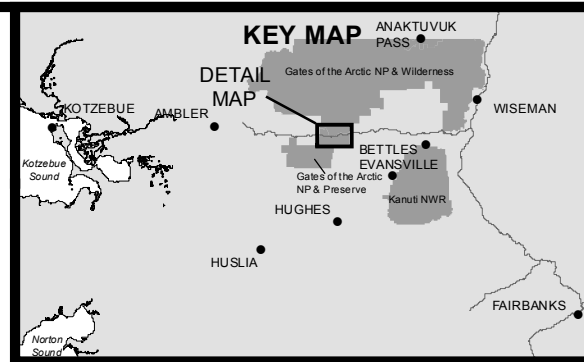 KEY MAP
ANAKTUVUK
PASS
DETAIL
MAP
Gates of the Arctic NP & Wilderness
KOTZEBUE
AMBLER
WISEMAN
Kotzebue
Sound
BETTLES
EVANSVILLE
Gates of the Arctic
NP & Preserve
Kanuti NWR
HUGHES
HUSLIA
FAIRBANKS
Norton
Sound